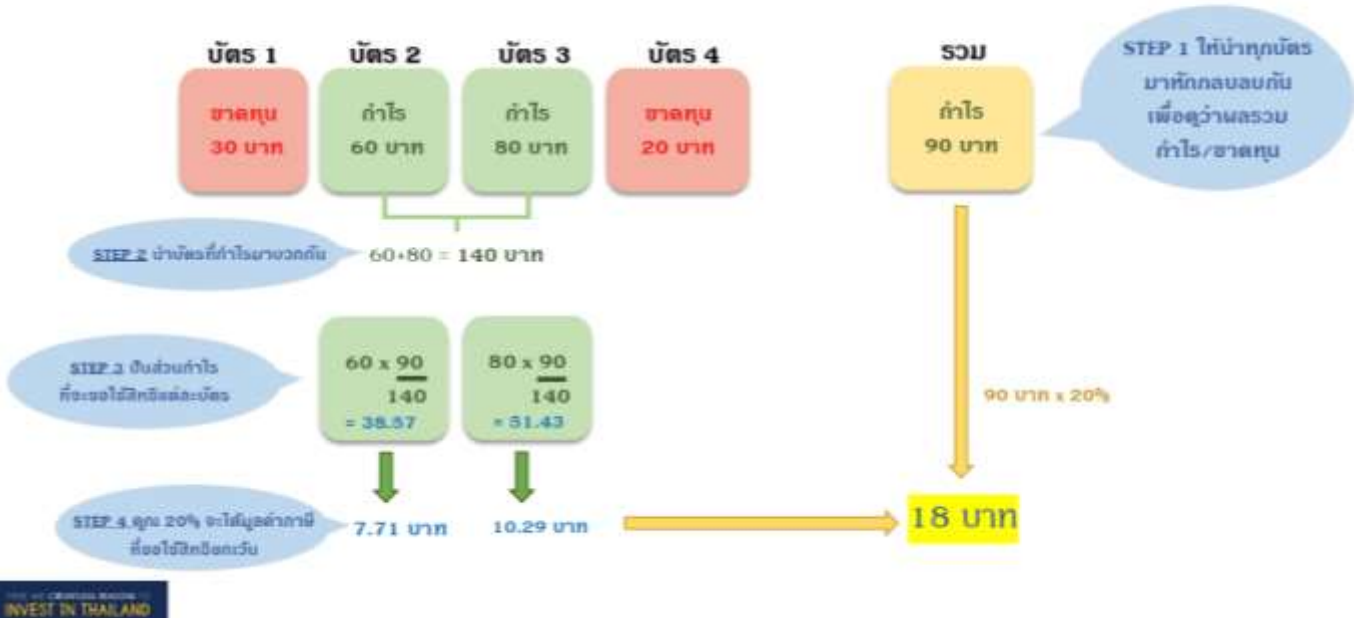 บัตร 1
บัตร 2
บัตร 3
บัตร 4
รวม
ขาดทุน
30 บาท
กำไร
60 บาท
กำไร
80 บาท
ขาดทุน
20 บาท
กำไร
90 บาท
STEP 1 ให้นำทุกบัตร
มาหักกลบลบกัน
เพื่อดูว่าผลรวม
กำไร/ขาดทุน
STEP 2 นำบัตรที่กำไรมาบวกกัน
60+80 = 140 บาท
STEP 3 ปันส่วนกำไร
ที่จะขอใช้สิทธิแต่ละบัตร
60 x 90
140
= 38.57
80 x 90
140
= 51.43
90 บาท x 20%
STEP 4 คูณ 20% จะได้มูลค่าภาษี
ที่ขอใช้สิทธิยกเว้น
7.71 บาท
10.29 บาท
18 บาท
INVEST IN THAILAND